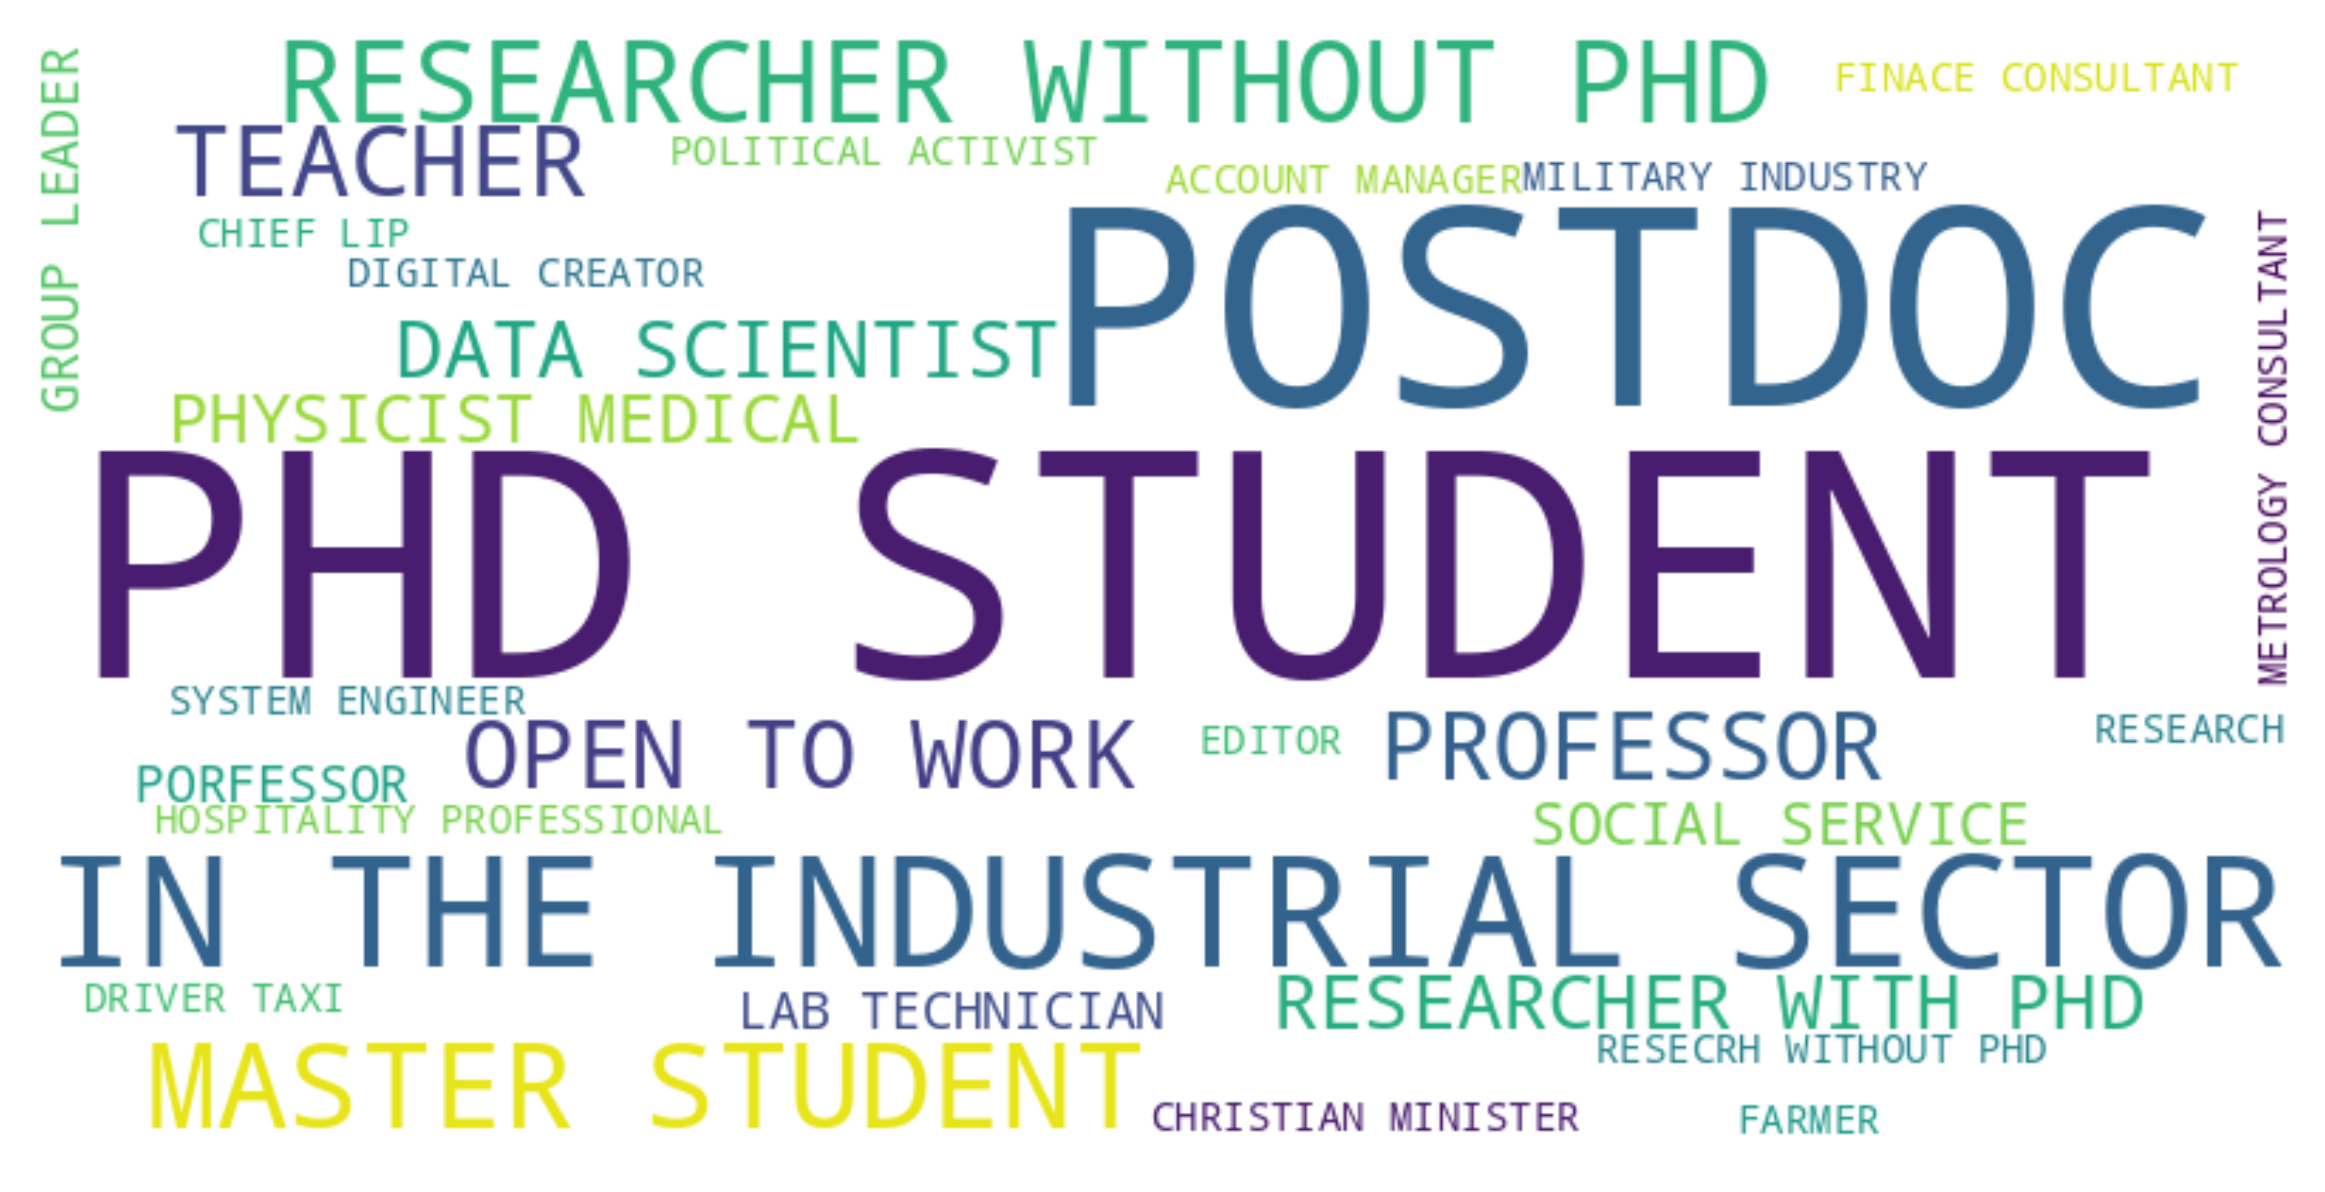 GROUP LEADER
RESEARCHER WITHOUT PHD
FINACE CONSULTANT
TEACHER
POLITICAL ACTIVIST
ACCOUNT MANAGER
MILITARY INDUSTRY
CHIEF LIP
DIGITAL CREATOR
POSTDOC
METROLOGY CONSULTANT
DATA SCIENTIST
PHYSICIST MEDICAL
PHD STUDENT
SYSTEM ENGINEER
OPEN TO WORK
EDITOR
PROFESSOR
RESEARCH
PORFESSOR
HOSPITALITY PROFESSIONAL
SOCIAL SERVICE
IN THE INDUSTRIAL SECTOR
DRIVER TAXI
LAB TECHNICIAN
RESEARCHER WITH PHD
RESECRH WITHOUT PHD
MASTER STUDENT
CHRISTIAN MINISTER
FARMER